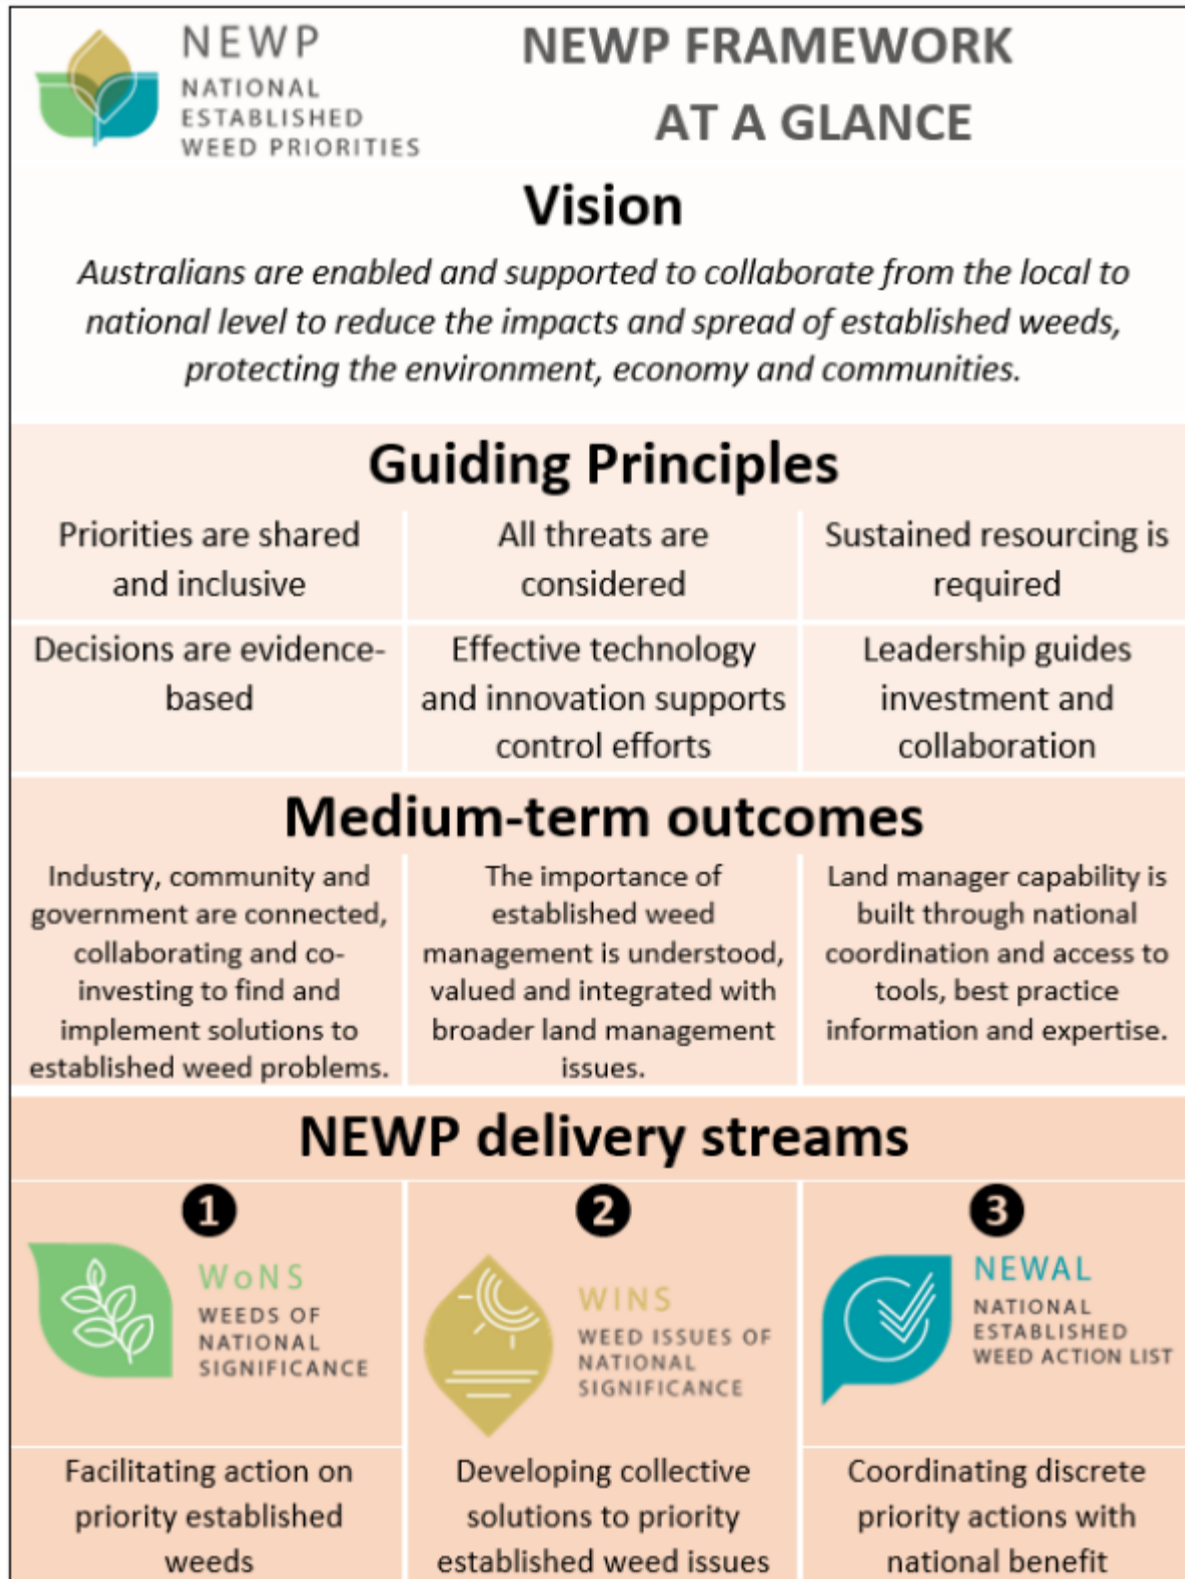 NEWP
NATIONAL
ESTABLISHED
WEED PRIORITIES
NEWP FRAMEWORK
AT A GLANCE
Vision
Australians are enabled and supported to collaborate from the local to
national level to reduce the impacts and spread of established weeds,
protecting the environment, economy and communities.
Guiding Principles
Priorities are shared
and inclusive
All threats are
considered
Sustained resourcing is
required
Decisions are evidence-
based
Effective technology
and innovation supports
control efforts
Leadership guides
investment and
collaboration
Medium-term outcomes
Industry, community and
government are connected,
collaborating and co-
investing to find and
implement solutions to
established weed problems.
The importance of
established weed
management is understood,
valued and integrated with
broader land management
issues.
Land manager capability is
built through national
coordination and access to
tools, best practice
information and expertise.
NEWP delivery streams
1
WoNS
WEEDS OF
NATIONAL
SIGNIFICANCE
Facilitating action on
priority established
weeds
2
WINS
WEED ISSUES OF
NATIONAL
SIGNIFICANCE
Developing collective
solutions to priority
established weed issues
3
NEWAL
NATIONAL
ESTABLISHED
WEED ACTION LIST
Coordinating discrete
priority actions with
national benefit